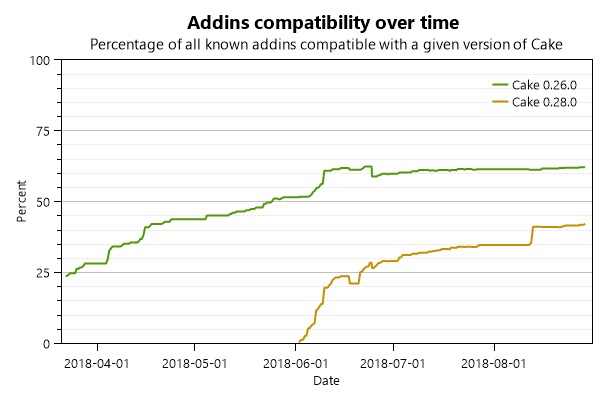 Addins compatibility over time
Percentage of all known addins compatible with a given version of Cake
100
75
50
25
0
Percent
Cake 0.26.0
Cake 0.28.0
2018-04-01 2018-05-01 2018-06-01 2018-07-01 2018-08-01
Date